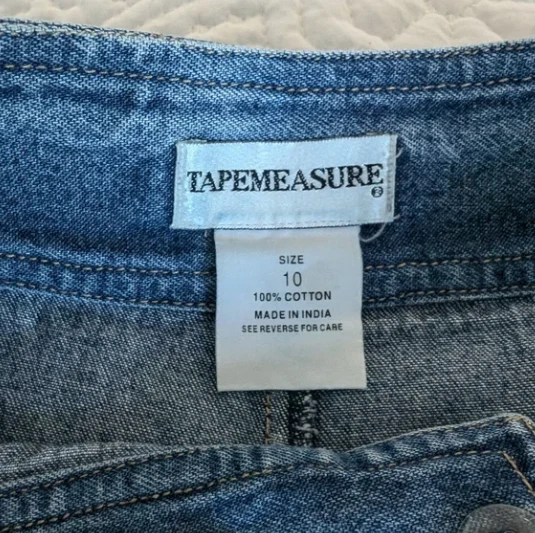 TAPEMEASURE®
SIZE
10
100% COTTON
MADE IN INDIA
SEE REVERSE FOR CARE